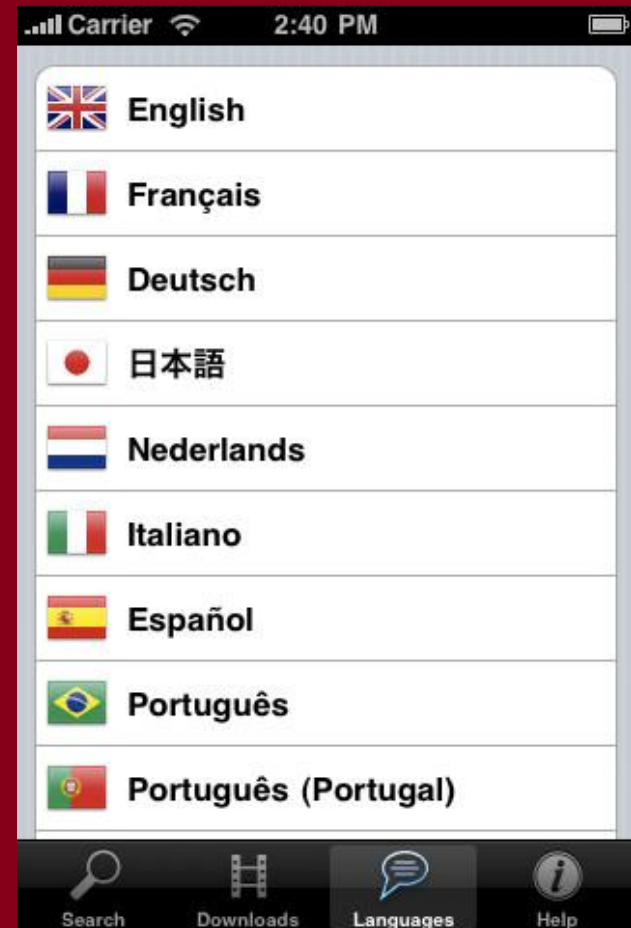 Carrier 2:40 PM
English
Français
Deutsch
日本語
Nederlands
Italiano
Español
Português
Português (Portugal)
Search Downloads Languages Help